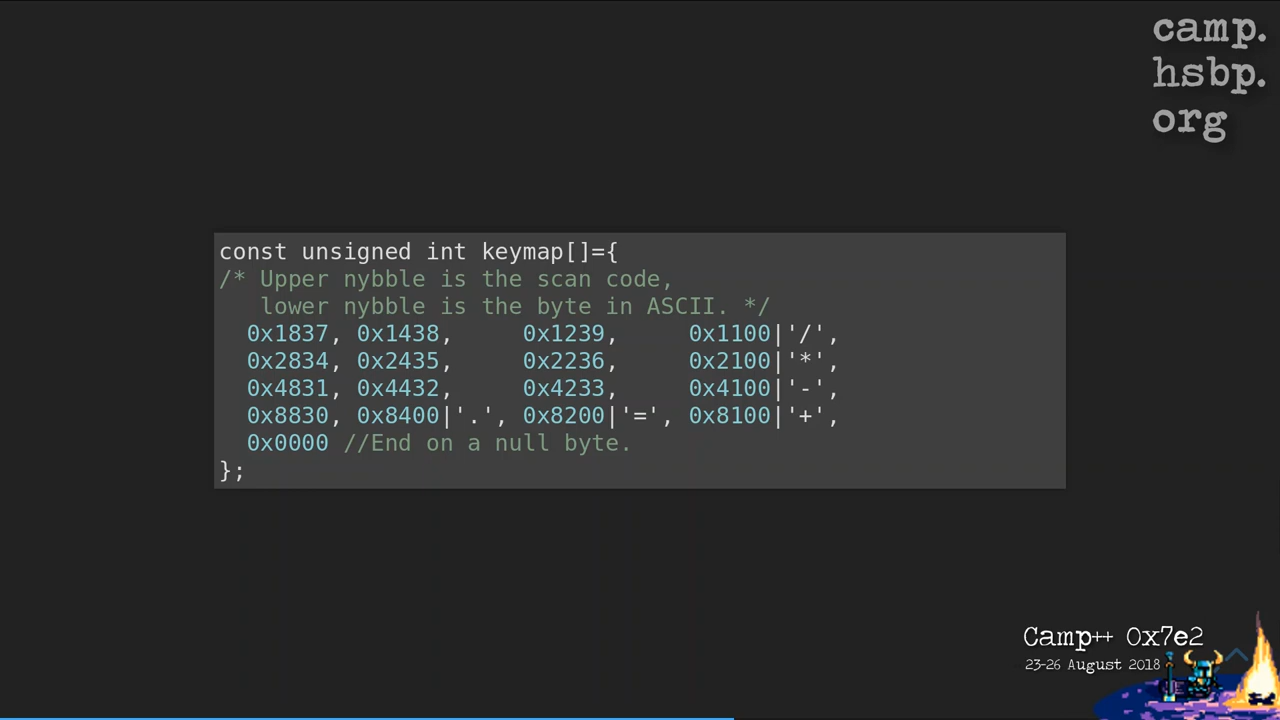 camp.
hsbp.
org
const unsigned int keymap[]={
/* Upper nybble is the scan code,
   lower nybble is the byte in ASCII. */
  0x1837, 0x1438,     0x1239,     0x1100|'/',
  0x2834, 0x2435,     0x2236,     0x2100|'*',
  0x4831, 0x4432,     0x4233,     0x4100|'-',
  0x8830, 0x8400|'.', 0x8200|'=', 0x8100|'+',
  0x0000 //End on a null byte.
};
Camp++ 0x7e2
23-26 August 2018